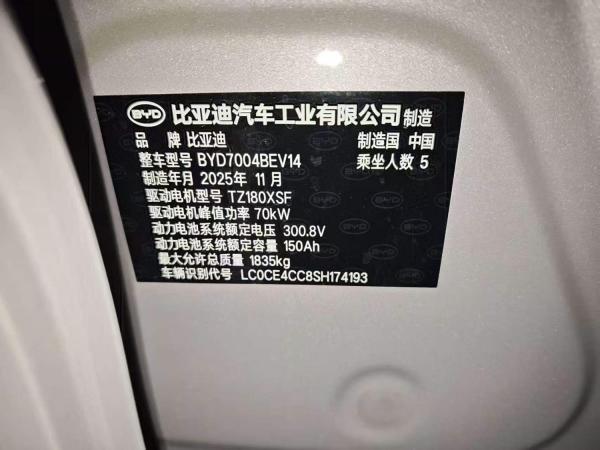 BYD 比亚迪汽车工业有限公司 制造
品 牌 比亚迪 制造国 中国
整车型号 BYD7004BEV14 乘坐人数 5
制造年月 2025年 11 月
驱动电机型号 TZ180XSF
驱动电机峰值功率 70kW
动力电池系统额定电压 300.8V
动力电池系统额定容量 150Ah
最大允许总质量 1835kg
车辆识别代号 LC0CE4CC8SH174193